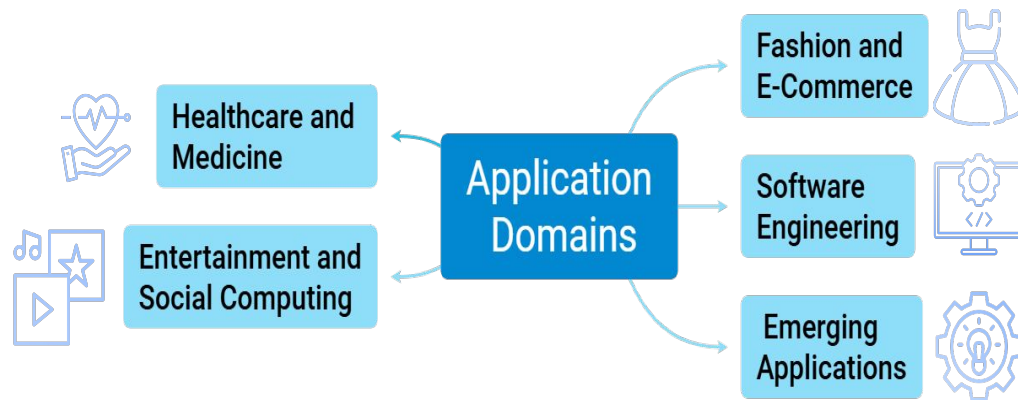 Healthcare and
Medicine
Entertainment and
Social Computing
Application
Domains
Fashion and
E-Commerce
Software
Engineering
Emerging
Applications